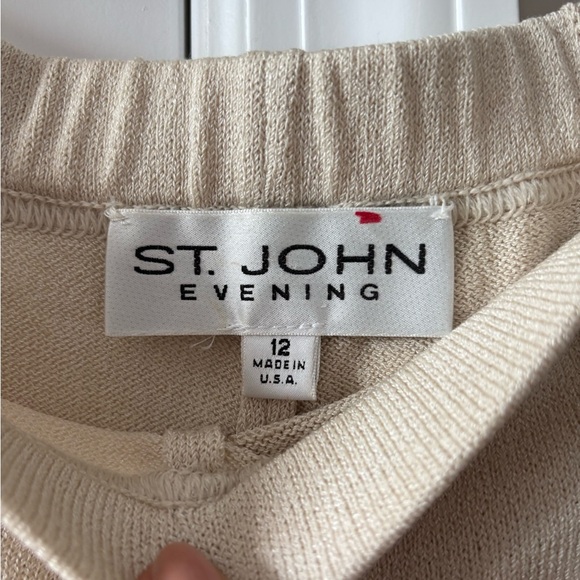 ST. JOHN
EVENING
12
MADE IN
U.S.A.